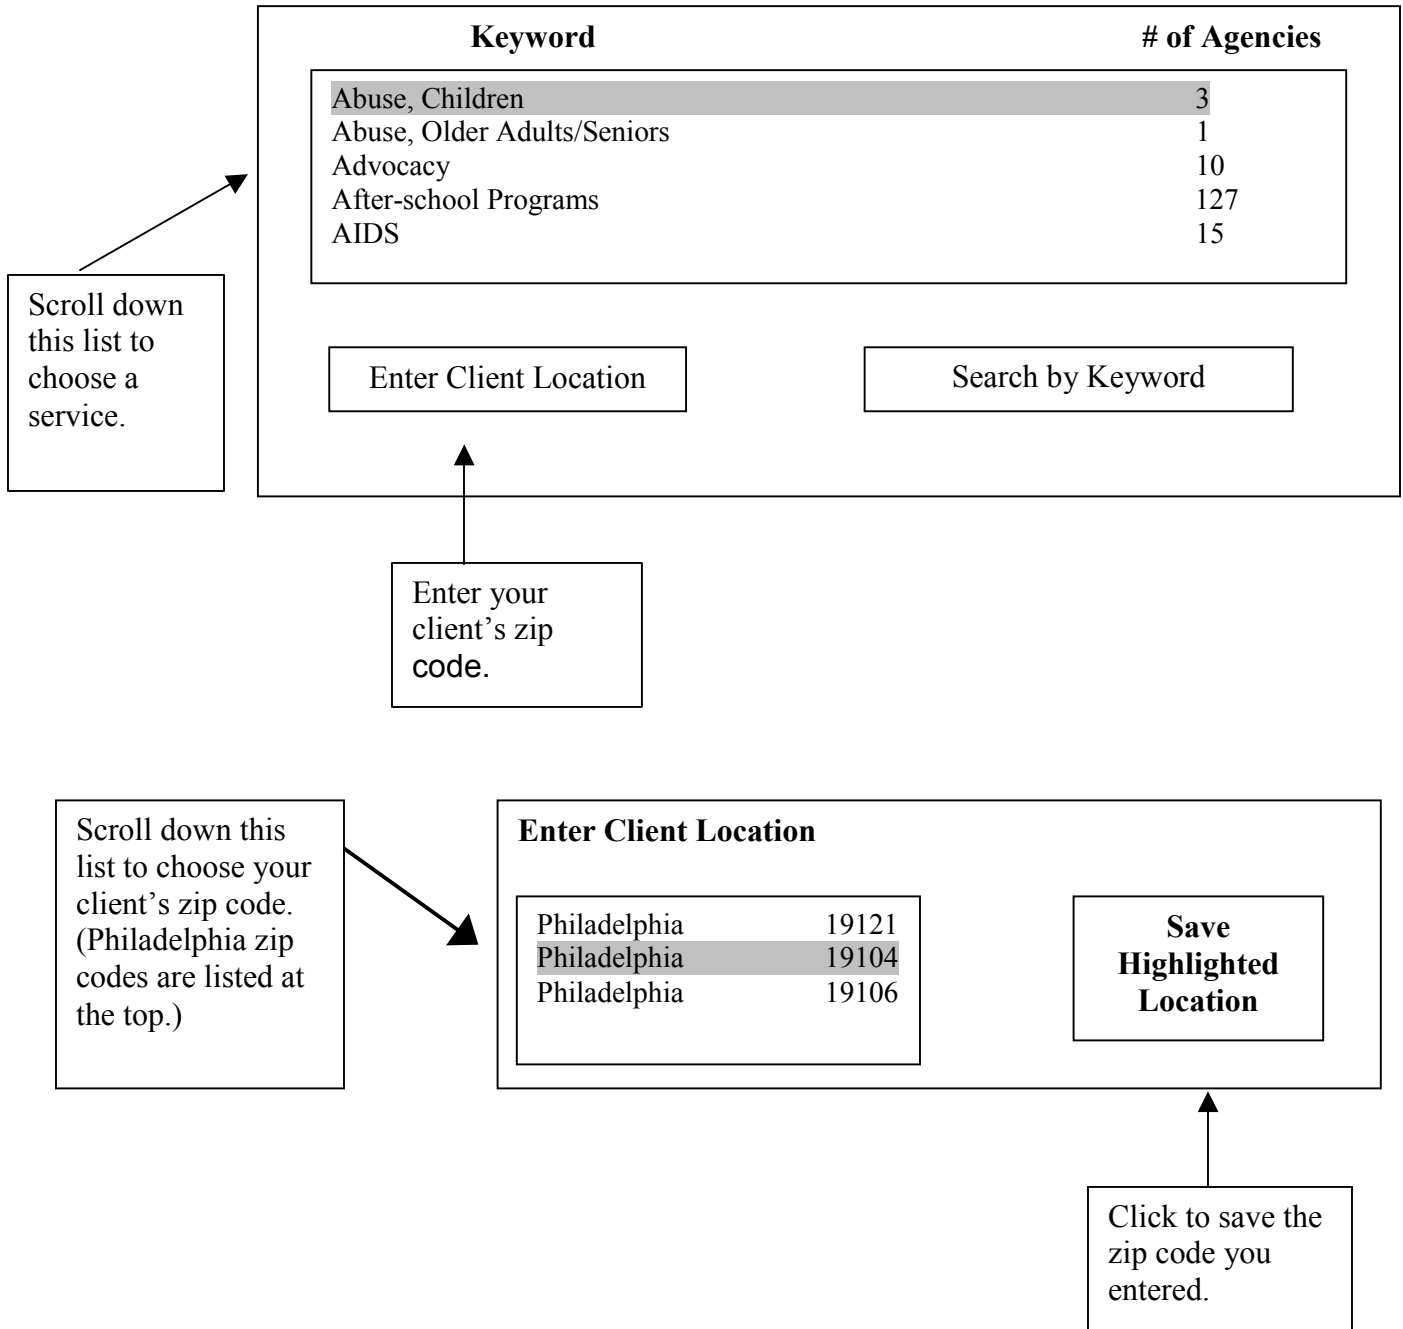 Keyword # of Agencies
Abuse, Children 3
Abuse, Older Adults/Seniors 1
Advocacy 10
After-school Programs 127
AIDS 15
Scroll down
this list to
choose a
service.
Enter Client Location Search by Keyword
Enter your
client’s zip
code.
Scroll down this
list to choose your
client’s zip code.
(Philadelphia zip
codes are listed at
the top.)
Enter Client Location
Philadelphia 19121
Philadelphia 19104
Philadelphia 19106
Save
Highlighted
Location
Click to save the
zip code you
entered.